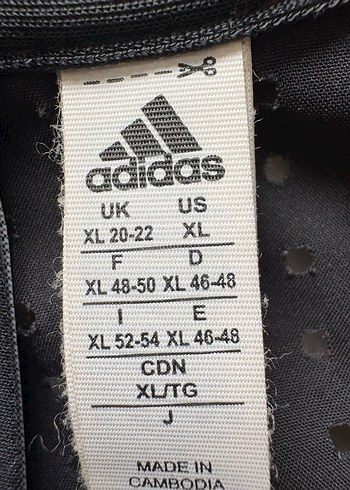 adidas
UK US
XL 20-22 XL
F D
XL 48-50 XL 46-48
I E
XL 52-54 XL 46-48
CDN
XL/TG
J
MADE IN
CAMBODIA